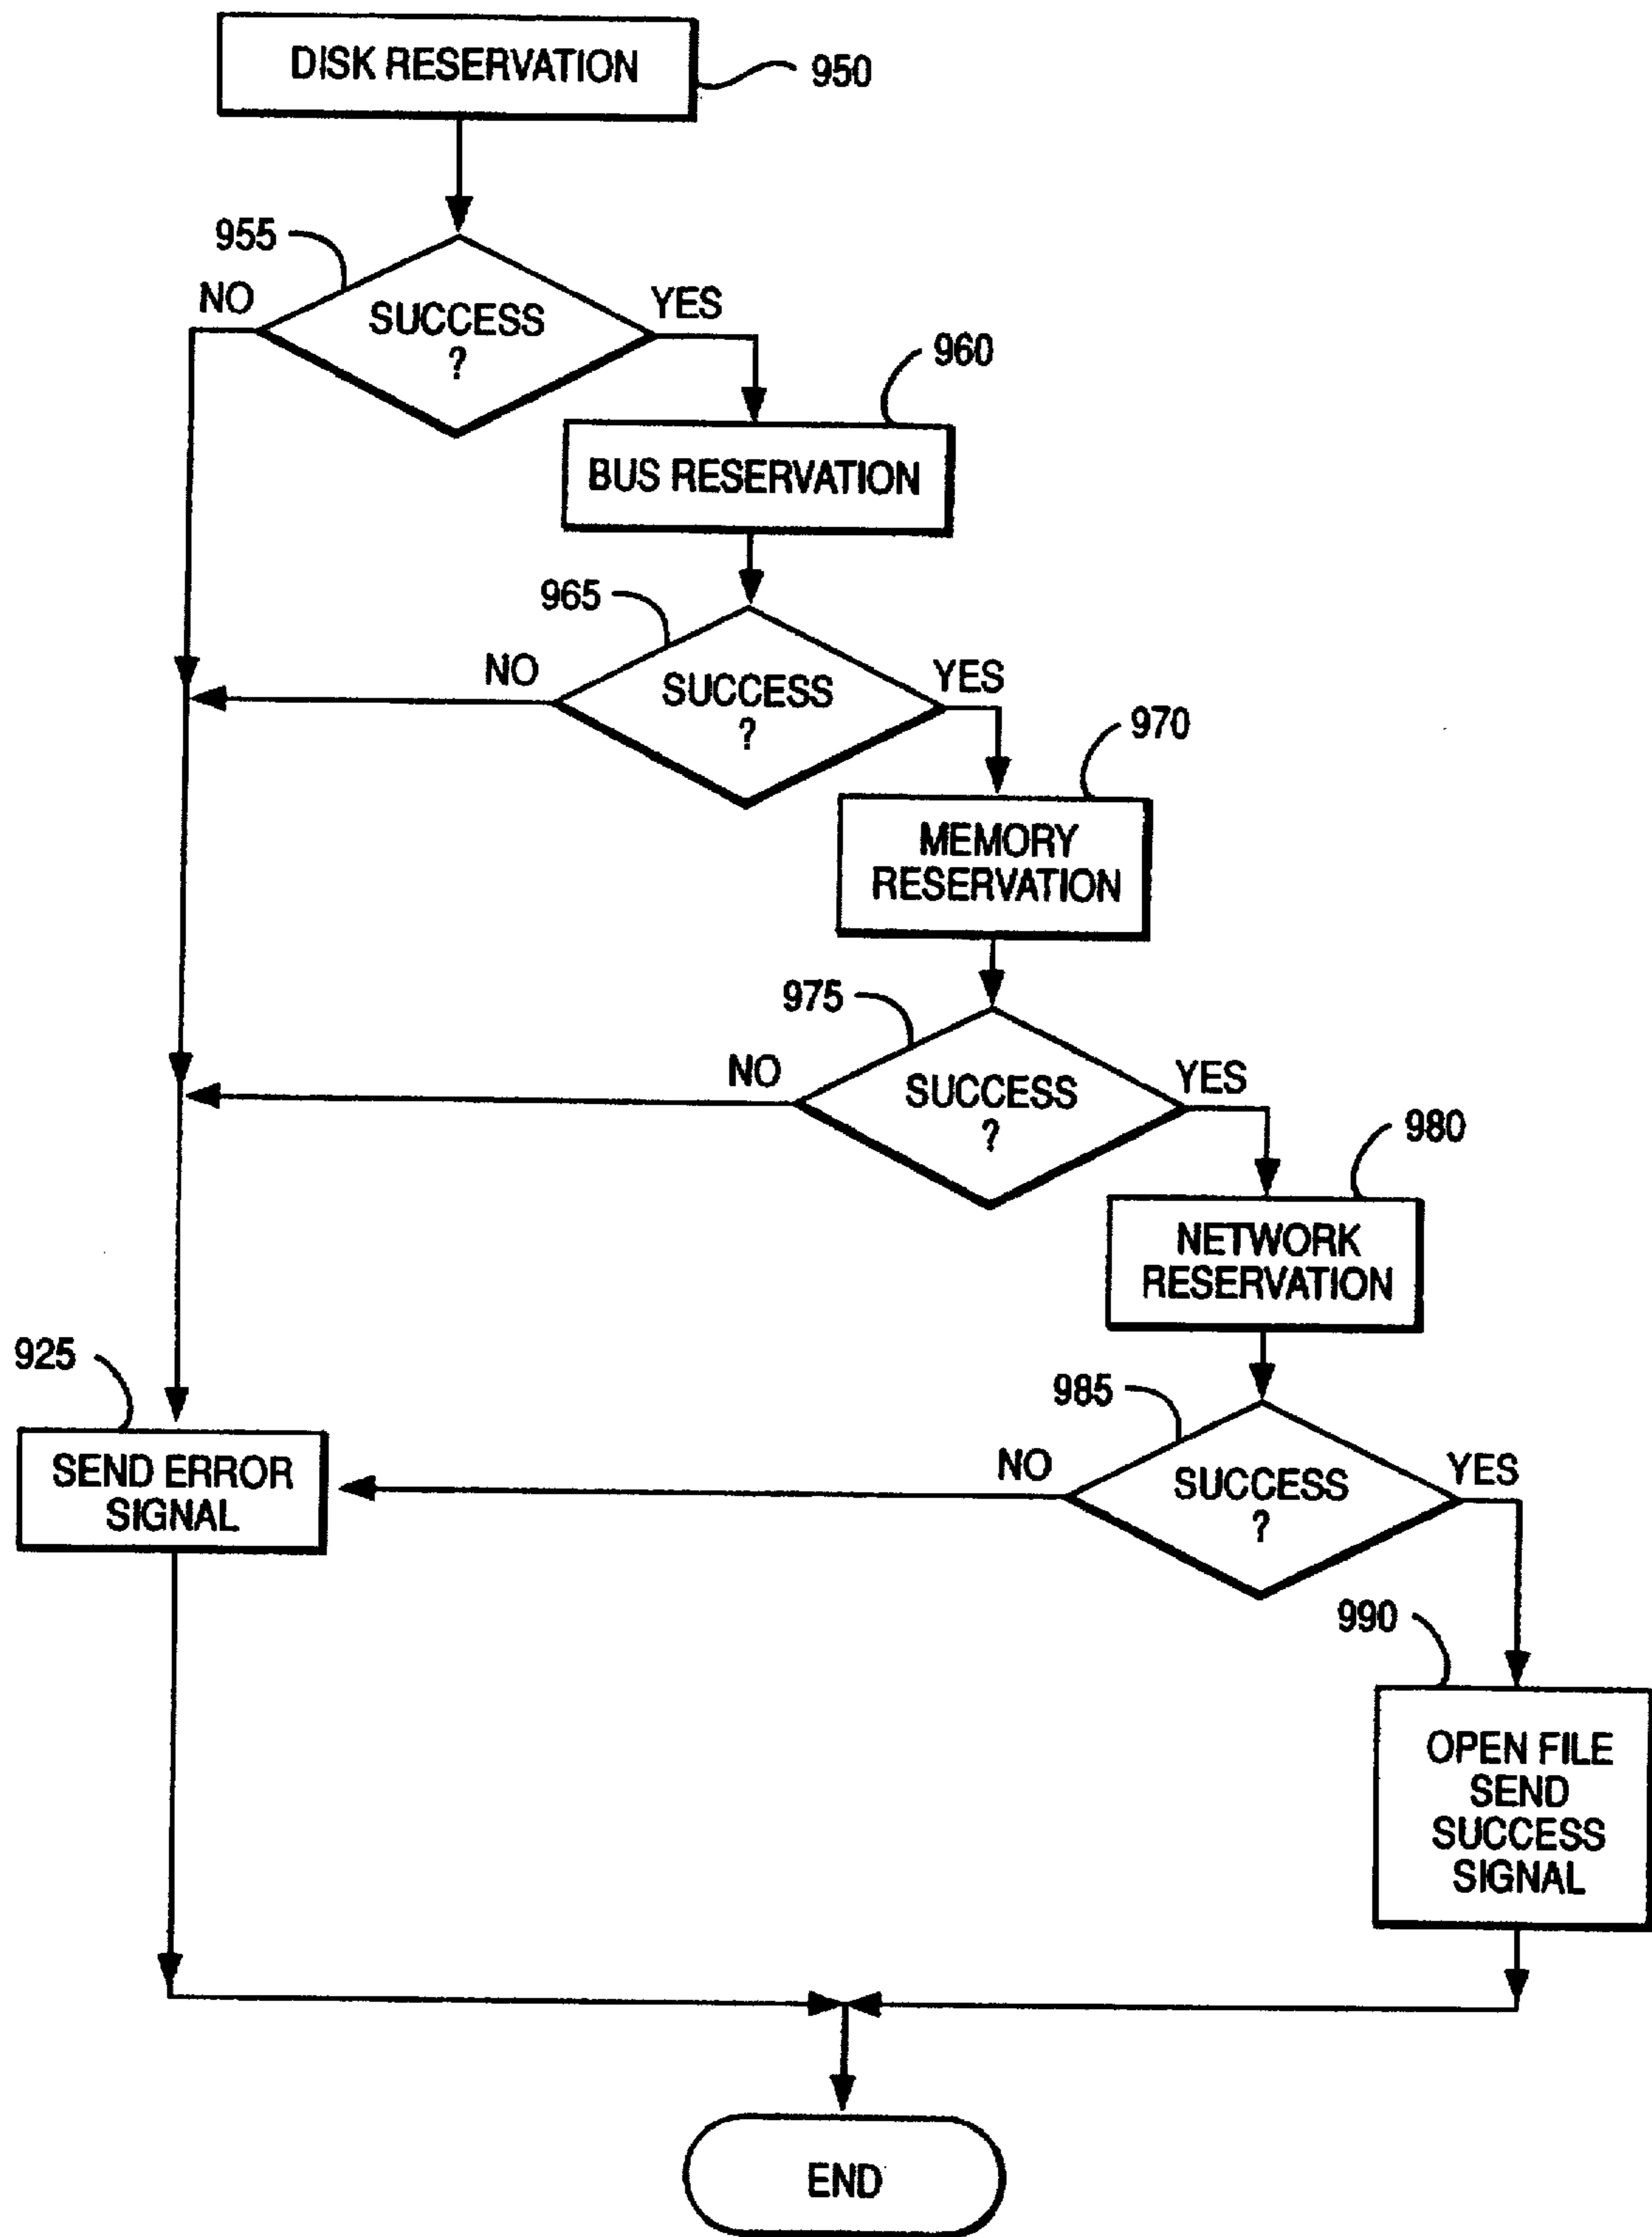 DISK RESERVATION
950
955
NO
YES
SUCCESS
?
960
BUS RESERVATION
965
NO
YES
SUCCESS
?
970
MEMORY
RESERVATION
975
NO
YES
SUCCESS
?
980
NETWORK
RESERVATION
925
SEND ERROR
SIGNAL
985
NO
YES
SUCCESS
?
990
OPEN FILE
SEND
SUCCESS
SIGNAL
END